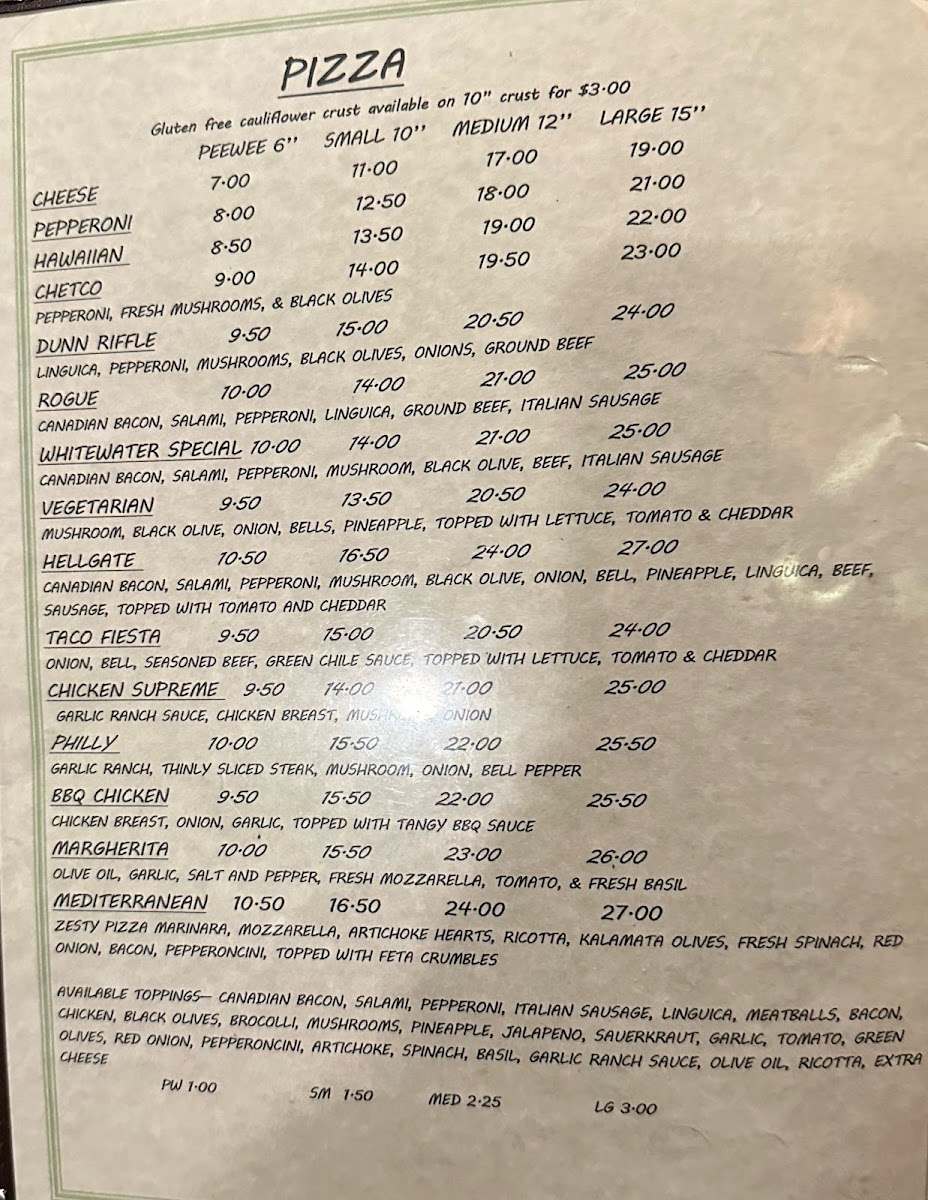 PIZZA
Gluten free cauliflower crust available on 10" crust for $3.00
PEEWEE 6" SMALL 10" MEDIUM 12" LARGE 15"
CHEESE 7.00 11.00 17.00 19.00
PEPPERONI 8.00 12.50 18.00 21.00
HAWAIIAN 8.50 13.50 19.00 22.00
CHETCO 9.00 14.00 19.50 23.00
PEPPERONI, FRESH MUSHROOMS, & BLACK OLIVES
DUNN RIFFLE 9.50 15.00 20.50 24.00
LINGUICA, PEPPERONI, MUSHROOMS, BLACK OLIVES, ONIONS, GROUND BEEF
ROGUE 10.00 14.00 21.00 25.00
CANADIAN BACON, SALAMI, PEPPERONI, LINGUICA, GROUND BEEF, ITALIAN SAUSAGE
WHITEWATER SPECIAL 10.00 14.00 21.00 25.00
CANADIAN BACON, SALAMI, PEPPERONI, MUSHROOM, BLACK OLIVE, BEEF, ITALIAN SAUSAGE
VEGETARIAN 9.50 13.50 20.50 24.00
MUSHROOM, BLACK OLIVE, ONION, BELLS, PINEAPPLE, TOPPED WITH LETTUCE, TOMATO & CHEDDAR
HELLGATE 10.50 16.50 24.00 27.00
CANADIAN BACON, SALAMI, PEPPERONI, MUSHROOM, BLACK OLIVE, ONION, BELL, PINEAPPLE, LINGUICA, BEEF,
SAUSAGE, TOPPED WITH TOMATO AND CHEDDAR
TACO FIESTA 9.50 15.00 20.50 24.00
ONION, BELL, SEASONED BEEF, GREEN CHILE SAUCE, TOPPED WITH LETTUCE, TOMATO & CHEDDAR
CHICKEN SUPREME 9.50 14.00 21.00 25.00
GARLIC RANCH SAUCE, CHICKEN BREAST, ONION
PHILLY 10.00 15.50 22.00 25.50
GARLIC RANCH, THINLY SLICED STEAK, MUSHROOM, ONION, BELL PEPPER
BBQ CHICKEN 9.50 15.50 22.00 25.50
CHICKEN BREAST, ONION, GARLIC, TOPPED WITH TANGY BBQ SAUCE
MARGHERITA 10.00 15.50 23.00 26.00
OLIVE OIL, GARLIC, SALT AND PEPPER, FRESH MOZZARELLA, TOMATO, & FRESH BASIL
MEDITERRANEAN 10.50 16.50 24.00 27.00
ZESTY PIZZA MARINARA, MOZZARELLA, ARTICHOKE HEARTS, RICOTTA, KALAMATA OLIVES, FRESH SPINACH, RED
ONION, BACON, PEPPERONCINI, TOPPED WITH FETA CRUMBLES
AVAILABLE TOPPINGS— CANADIAN BACON, SALAMI, PEPPERONI, ITALIAN SAUSAGE, LINGUICA, MEATBALLS, BACON,
CHICKEN, BLACK OLIVES, BROCOLLI, MUSHROOMS, PINEAPPLE, JALAPENO, SAUERKRAUT, GARLIC, TOMATO, GREEN
OLIVES, RED ONION, PEPPERONCINI, ARTICHOKE, SPINACH, BASIL, GARLIC RANCH SAUCE, OLIVE OIL, RICOTTA, EXTRA
CHEESE
PW 1.00 SM 1.50 MED 2.25 LG 3.00